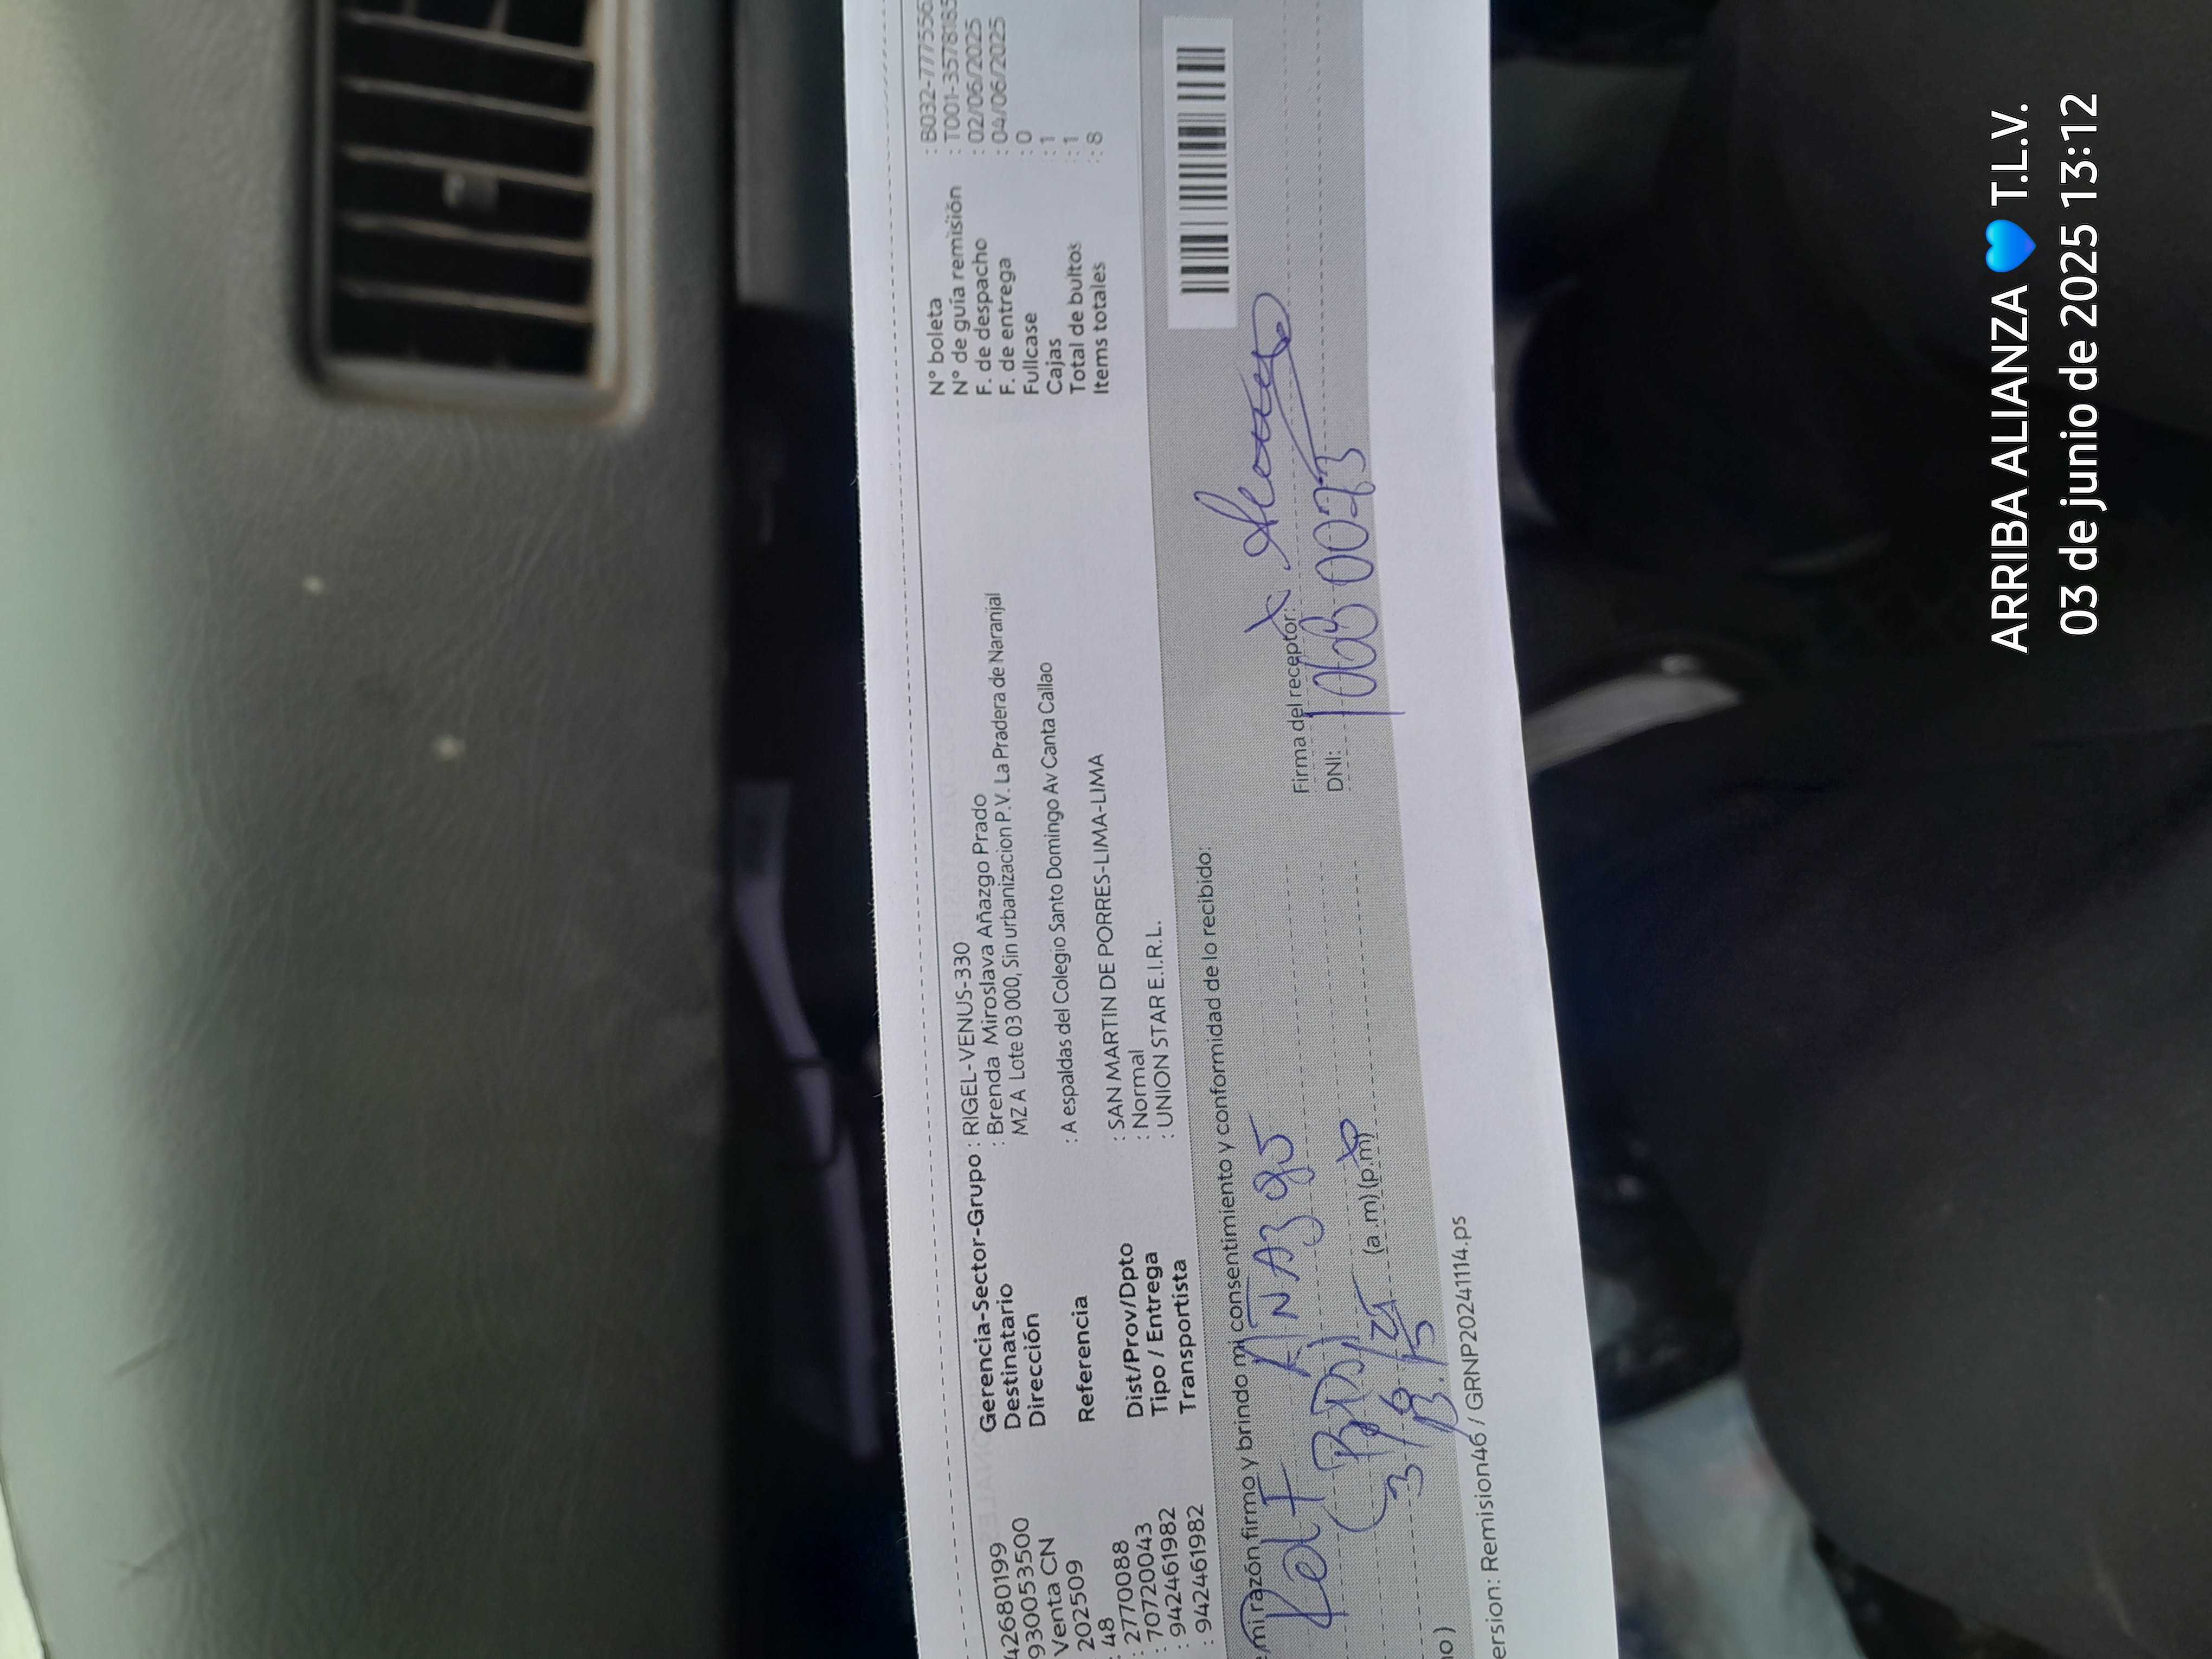 42680199
9300535500
Venta CN
: 202509
: 48
: 2770088
: 70720043
: 942461982
: 942461982
Gerencia-Sector-Grupo : RIGEL-VENUS-330
Destinatario : Brenda Miroslava Añazgo Prado
Dirección MZ A Lote 03 000, Sin urbanizacion P.V. La Pradera de Naranjal
Referencia : A espaldas del Colegio Santo Domingo Av Canta Callao
Dist/Prov/Dpto : SAN MARTIN DE PORRES-LIMA-LIMA
Tipo / Entrega : Normal
Transportista : UNION STAR E.I.R.L.
N° boleta : B032-7777556
N° de guía remisión : T001-3578185
F. de despacho : 02/06/2025
F. de entrega : 04/06/2025
Fullcase : 0
Cajas : 1
Total de bultos : 1
Items totales : 8
mi razón firmo y brindo mi consentimiento y conformidad de lo recibido:
(a.m) (p.m)
Firma del receptor:
DNI:
ersion: Remision46 / GRNP20241114.ps
ARRIBA ALIANZA 💙 T.L.V.
03 de junio de 2025 13:12